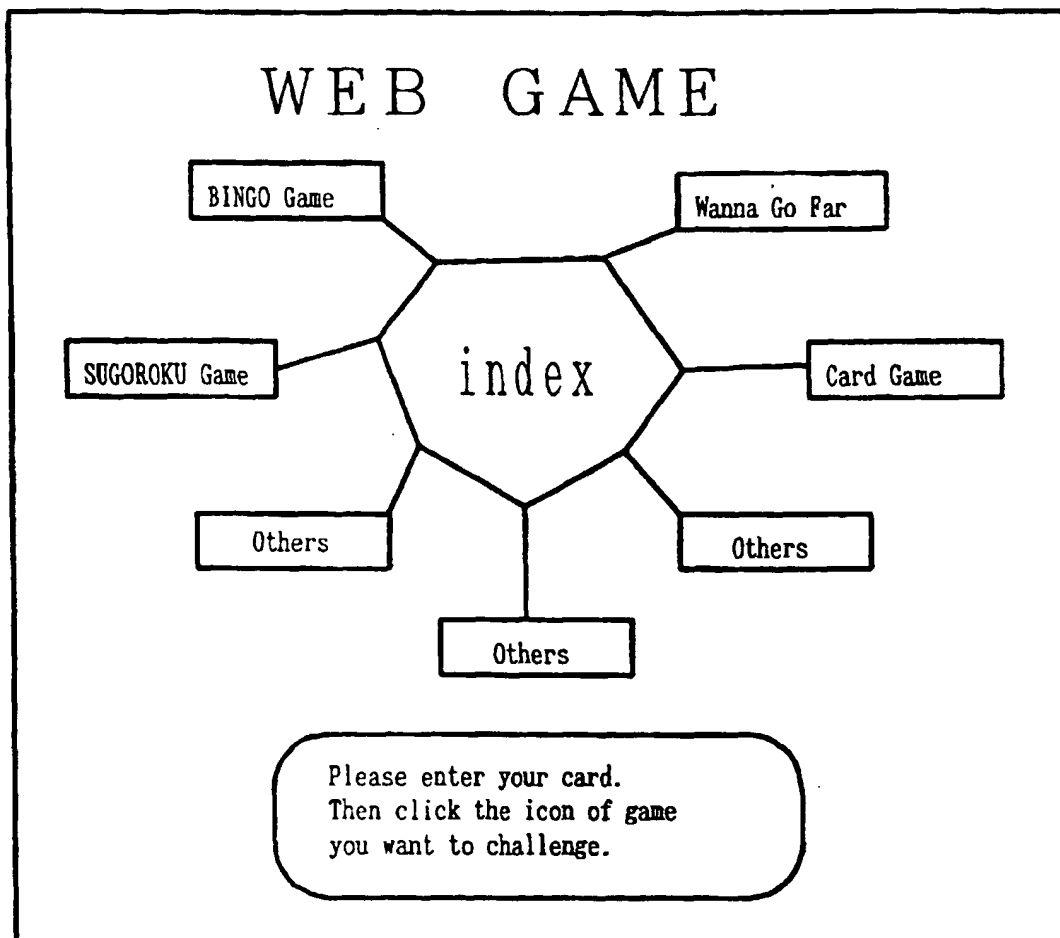 WEB GAME
BINGO Game
Wanna Go Far
SUGOROKU Game
index
Card Game
Others
Others
Others
Please enter your card.
Then click the icon of game
you want to challenge.